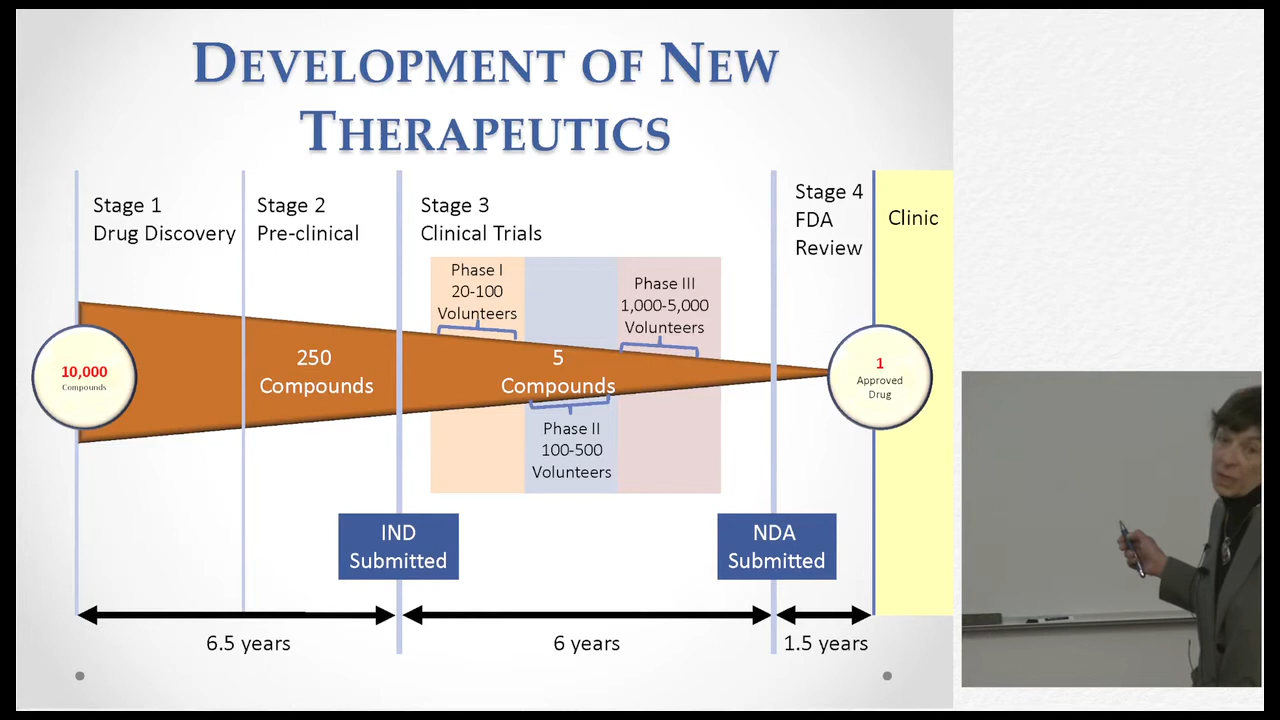 DEVELOPMENT OF NEW
THERAPEUTICS
Stage 1
Drug Discovery
Stage 2
Pre-clinical
Stage 3
Clinical Trials
Stage 4
FDA
Review
Clinic
Phase I
20-100
Volunteers
Phase III
1,000-5,000
Volunteers
10,000
Compounds
250
Compounds
5
Compounds
1
Approved
Drug
Phase II
100-500
Volunteers
IND
Submitted
NDA
Submitted
6.5 years
6 years
1.5 years